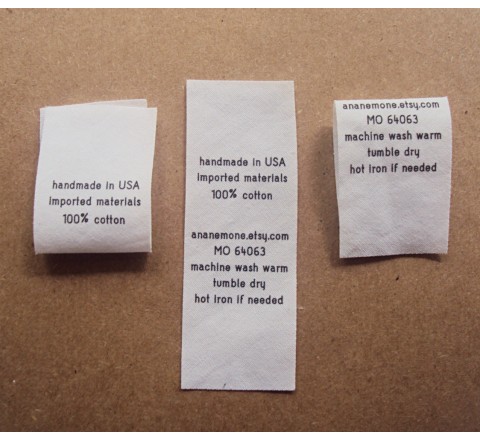 handmade in USA
imported materials
100% cotton
handmade in USA
imported materials
100% cotton
ananemone.etsy.com
MO 64063
machine wash warm
tumble dry
hot iron if needed
ananemone.etsy.com
MO 64063
machine wash warm
tumble dry
hot iron if needed